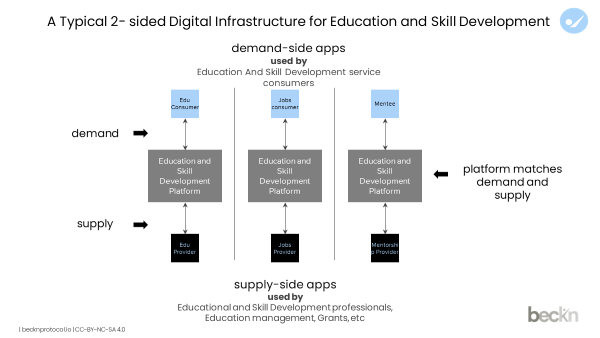 A Typical 2- sided Digital Infrastructure for Education and Skill Development
demand-side apps
used by
Education And Skill Development service
consumers
Edu
Consumer
Jobs
consumer
Mentee
demand
Education and
Skill
Development
Platform
Education and
Skill
Development
Platform
Education and
Skill
Development
Platform
platform matches
demand and
supply
supply
Edu
Provider
Jobs
Provider
Mentorshi
p Provider
supply-side apps
used by
Educational and Skill Development professionals,
Education management, Grants, etc
beckn
| becknprotocol.io | CC-BY-NC-SA 4.0